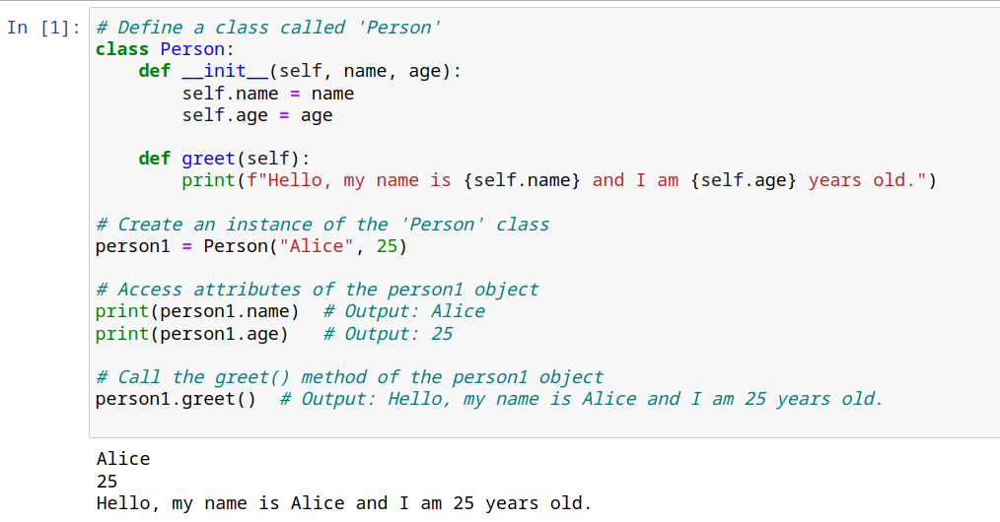 In [1]: # Define a class called 'Person'
class Person:
    def __init__(self, name, age):
        self.name = name
        self.age = age

    def greet(self):
        print(f"Hello, my name is {self.name} and I am {self.age} years old.")

# Create an instance of the 'Person' class
person1 = Person("Alice", 25)

# Access attributes of the person1 object
print(person1.name)  # Output: Alice
print(person1.age)   # Output: 25

# Call the greet() method of the person1 object
person1.greet()  # Output: Hello, my name is Alice and I am 25 years old.

Alice
25
Hello, my name is Alice and I am 25 years old.